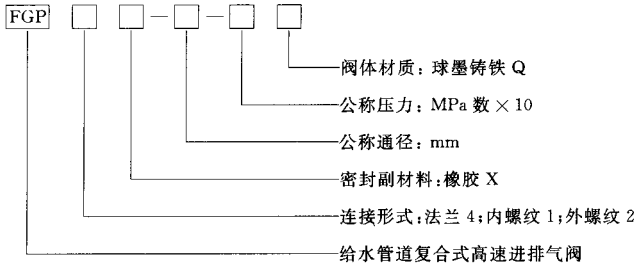 FGP □ □－□－□ □
阀体材质：球墨铸铁 Q
公称压力：MPa 数 × 10
公称通径：mm
密封副材料：橡胶 X
连接形式：法兰 4；内螺纹 1；外螺纹 2
给水管道复合式高速进排气阀